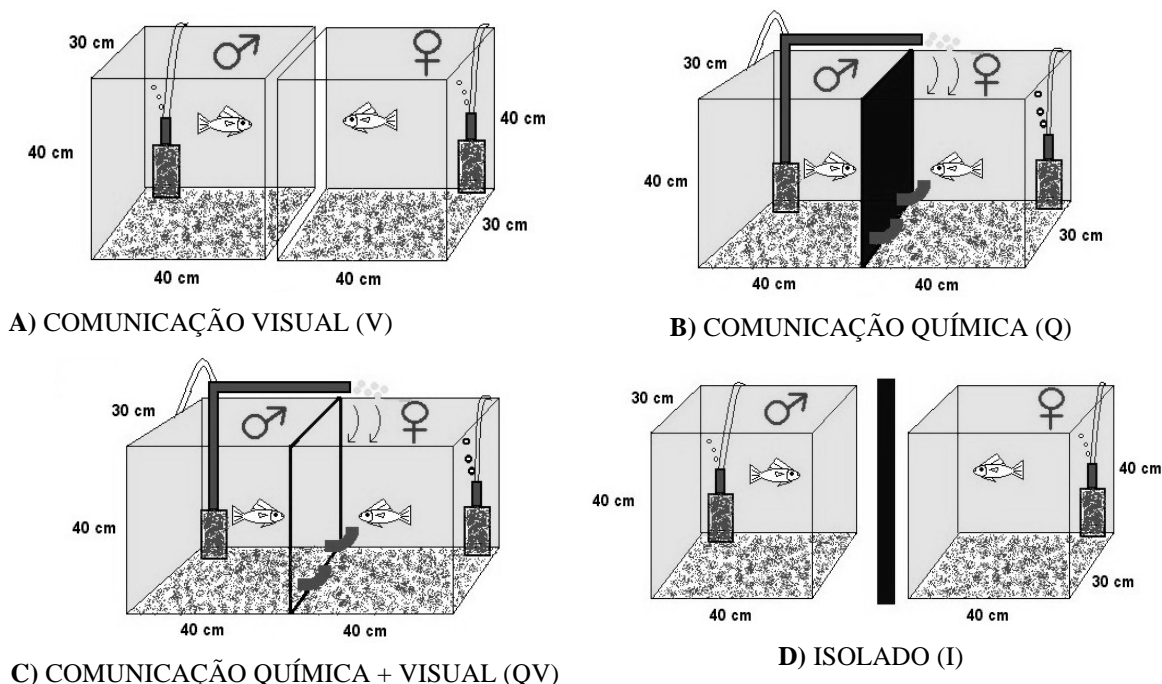 30 cm
♂
♀
40 cm
40 cm
30 cm
40 cm
40 cm
A) COMUNICAÇÃO VISUAL (V)
30 cm
♂
♀
40 cm
30 cm
40 cm
40 cm
B) COMUNICAÇÃO QUÍMICA (Q)
30 cm
♂
♀
40 cm
40 cm
40 cm
C) COMUNICAÇÃO QUÍMICA + VISUAL (QV)
30 cm
♂
♀
40 cm
40 cm
30 cm
40 cm
40 cm
D) ISOLADO (I)